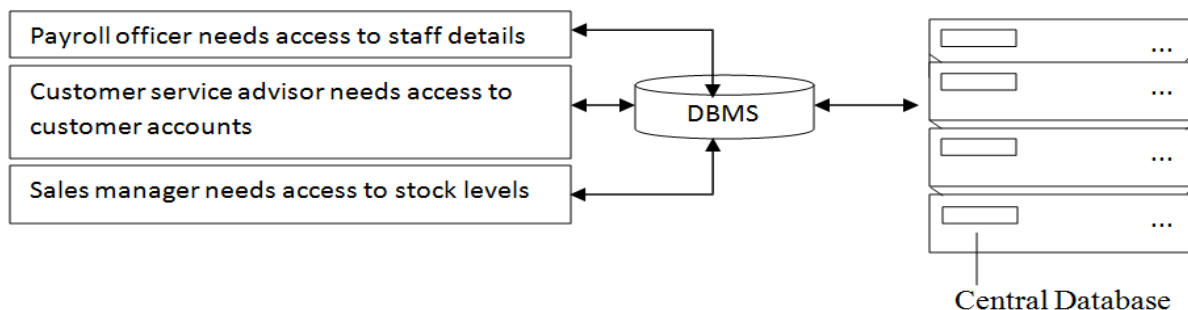 Payroll officer needs access to staff details
Customer service advisor needs access to
customer accounts
Sales manager needs access to stock levels
DBMS
...
...
...
...
Central Database